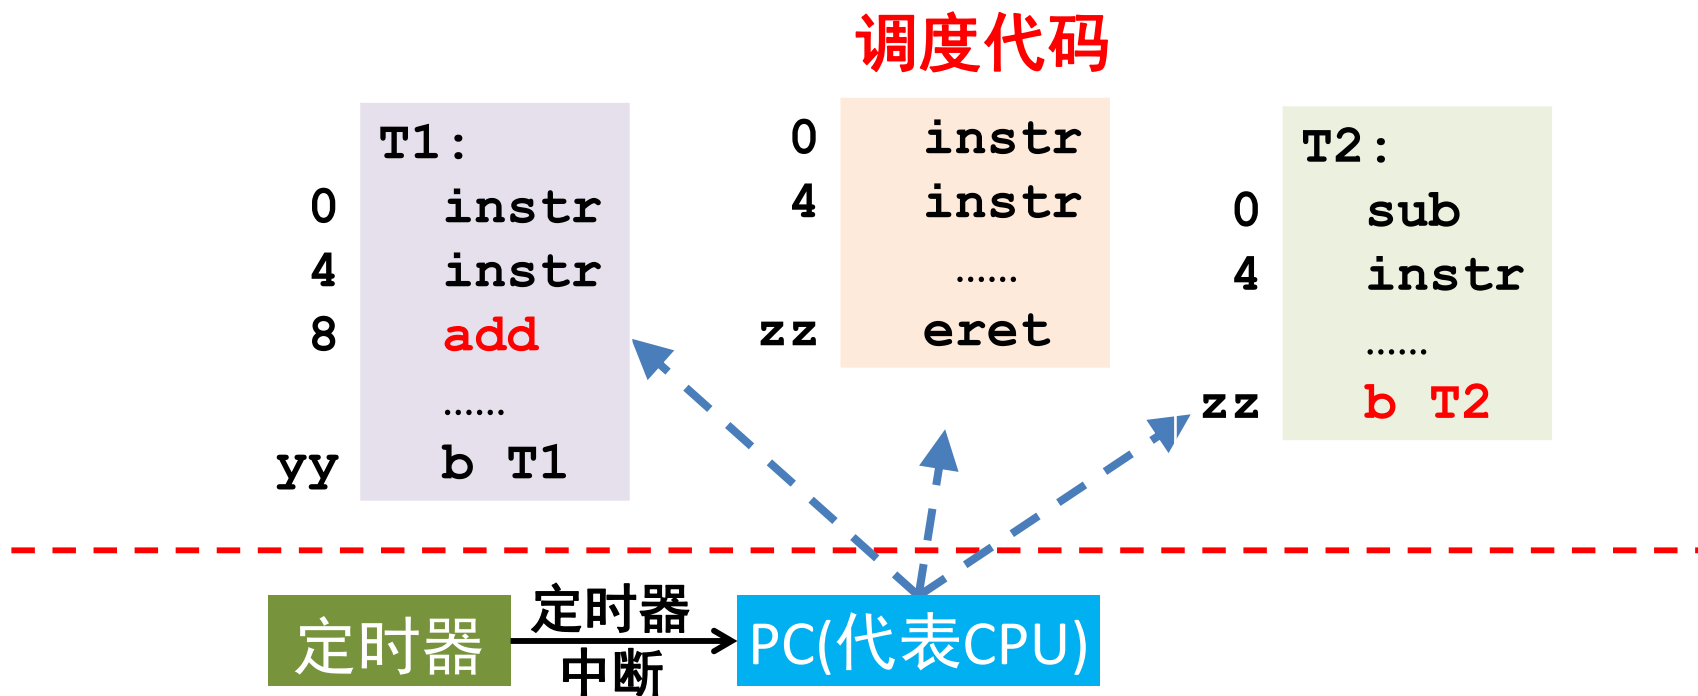 调度代码
T1:
0 instr
4 instr
8 add
......
yy b T1
0 instr
4 instr
......
zz eret
T2:
0 sub
4 instr
......
zz b T2
定时器
定时器
中断
PC(代表CPU)